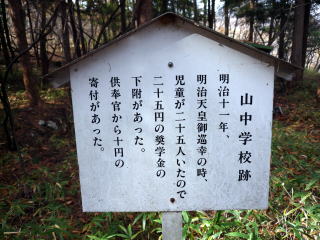 山中学校跡
明治十一年、
明治天皇御巡幸の時、
児童が二十五人いたので
二十五円の奨学金の
下附があった。
供奉官から十円の
寄付があった。